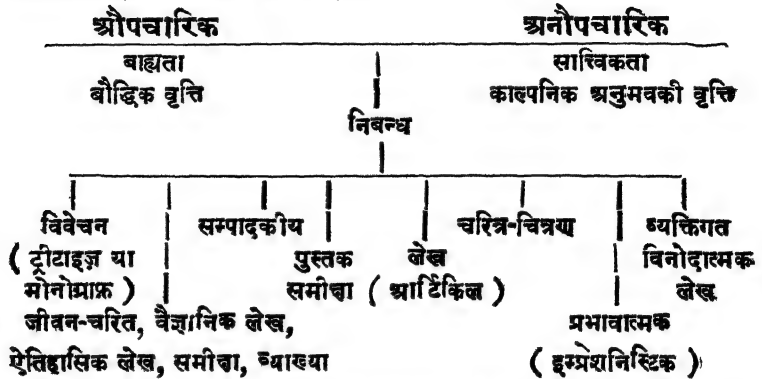 औपचारिक अनौपचारिक
बाह्यता सात्त्विकता
बौद्धिक वृत्ति काल्पनिक अनुभवकी वृत्ति
निबन्ध
विवेचन सम्पादकीय चरित्र-चित्रण व्यक्तिगत
( ट्रीटाइज़ या पुस्तक लेख विनोदात्मक
मोनोग्राफ़ ) समीक्षा ( आर्टिकिल ) लेख
जीवन-चरित, वैज्ञानिक लेख, प्रभावात्मक
ऐतिहासिक लेख, समीक्षा, व्याख्या ( इम्प्रेशनिस्टिक )